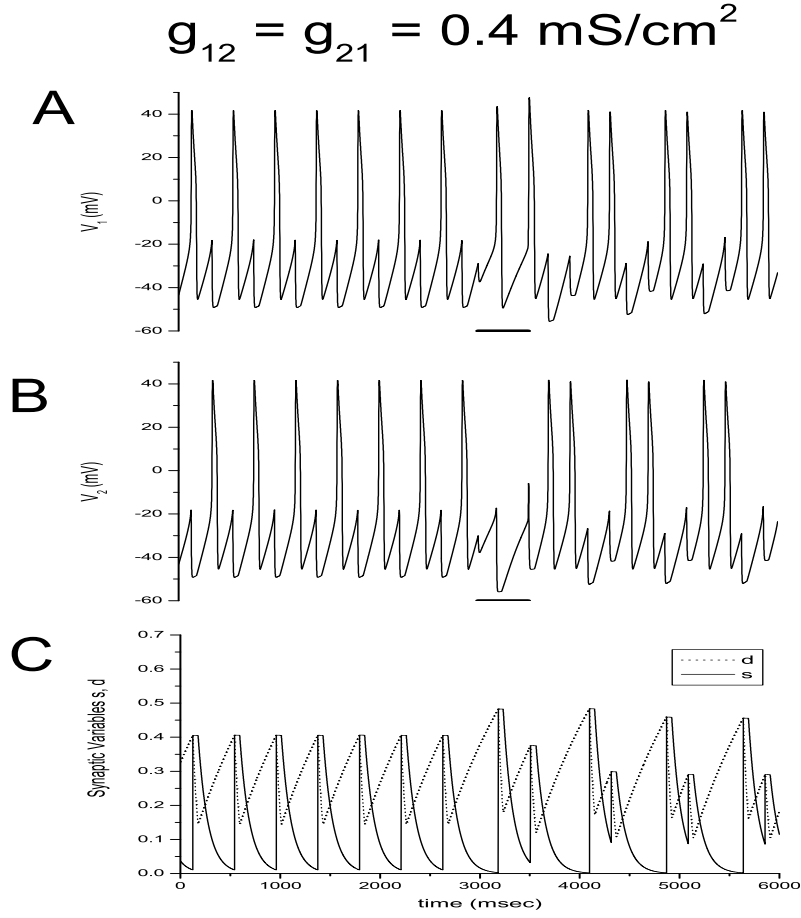 g12 = g21 = 0.4 mS/cm2
A
40
20
0
-20
-40
-60
V1 (mV)
B
40
20
0
-20
-40
-60
V2 (mV)
C
0.7
0.6
0.5
0.4
0.3
0.2
0.1
0.0
Synaptic Variables s, d
d
s
0 1000 2000 3000 4000 5000 6000
time (msec)